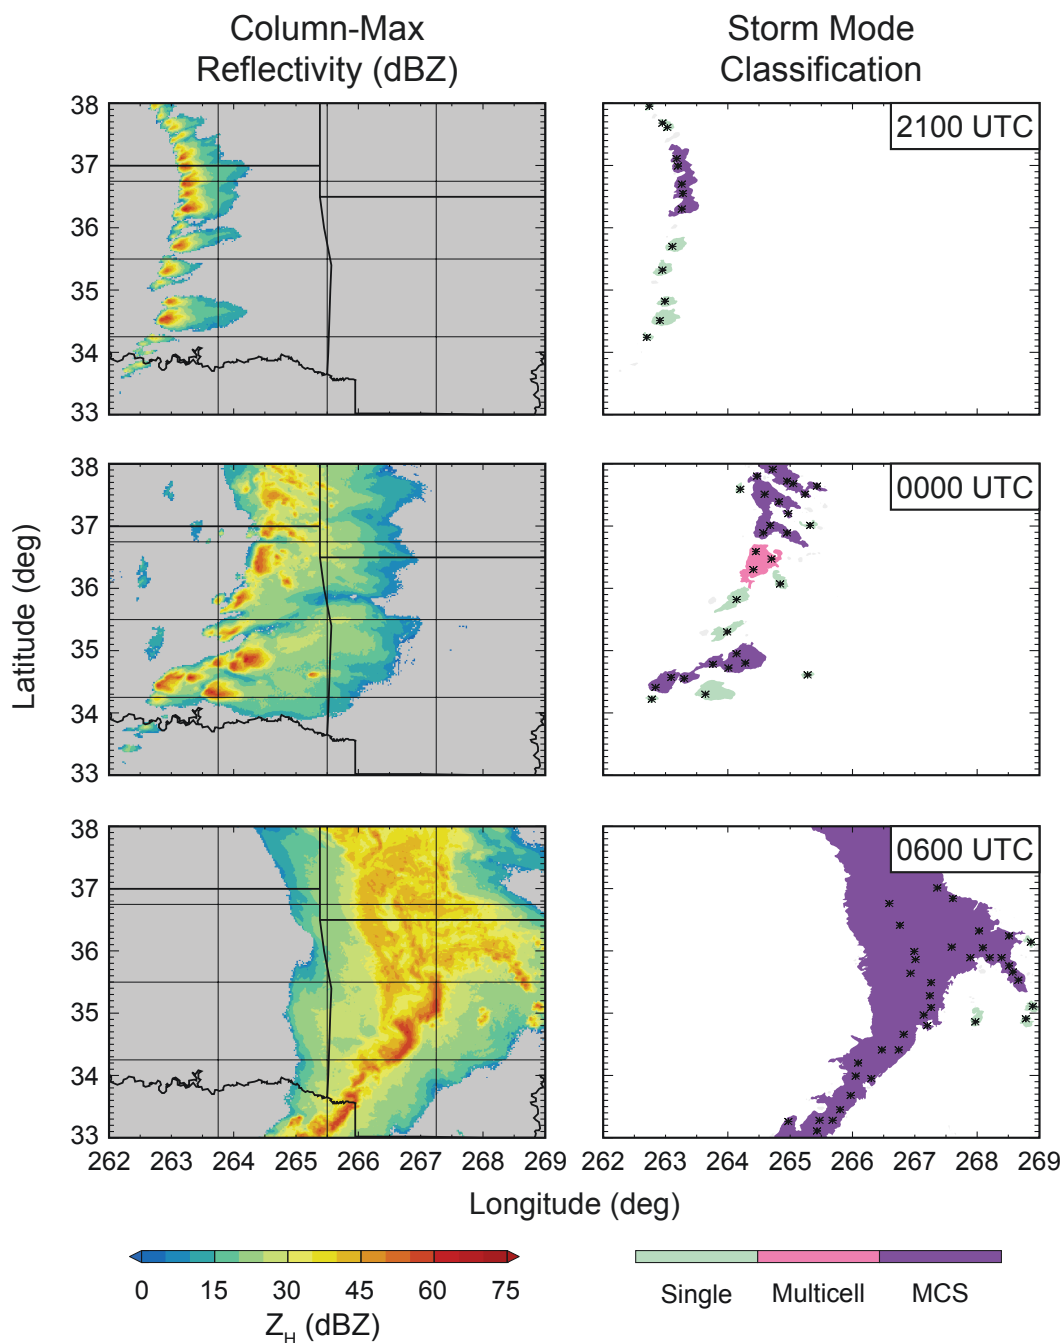 Column-Max
Reflectivity (dBZ)
Storm Mode
Classification
38
37
36
35
34
33
2100 UTC
38
37
36
35
34
33
0000 UTC
Latitude (deg)
38
37
36
35
34
33
0600 UTC
262 263 264 265 266 267 268 269
262 263 264 265 266 267 268 269
Longitude (deg)
0 15 30 45 60 75
Z_H (dBZ)
Single Multicell MCS